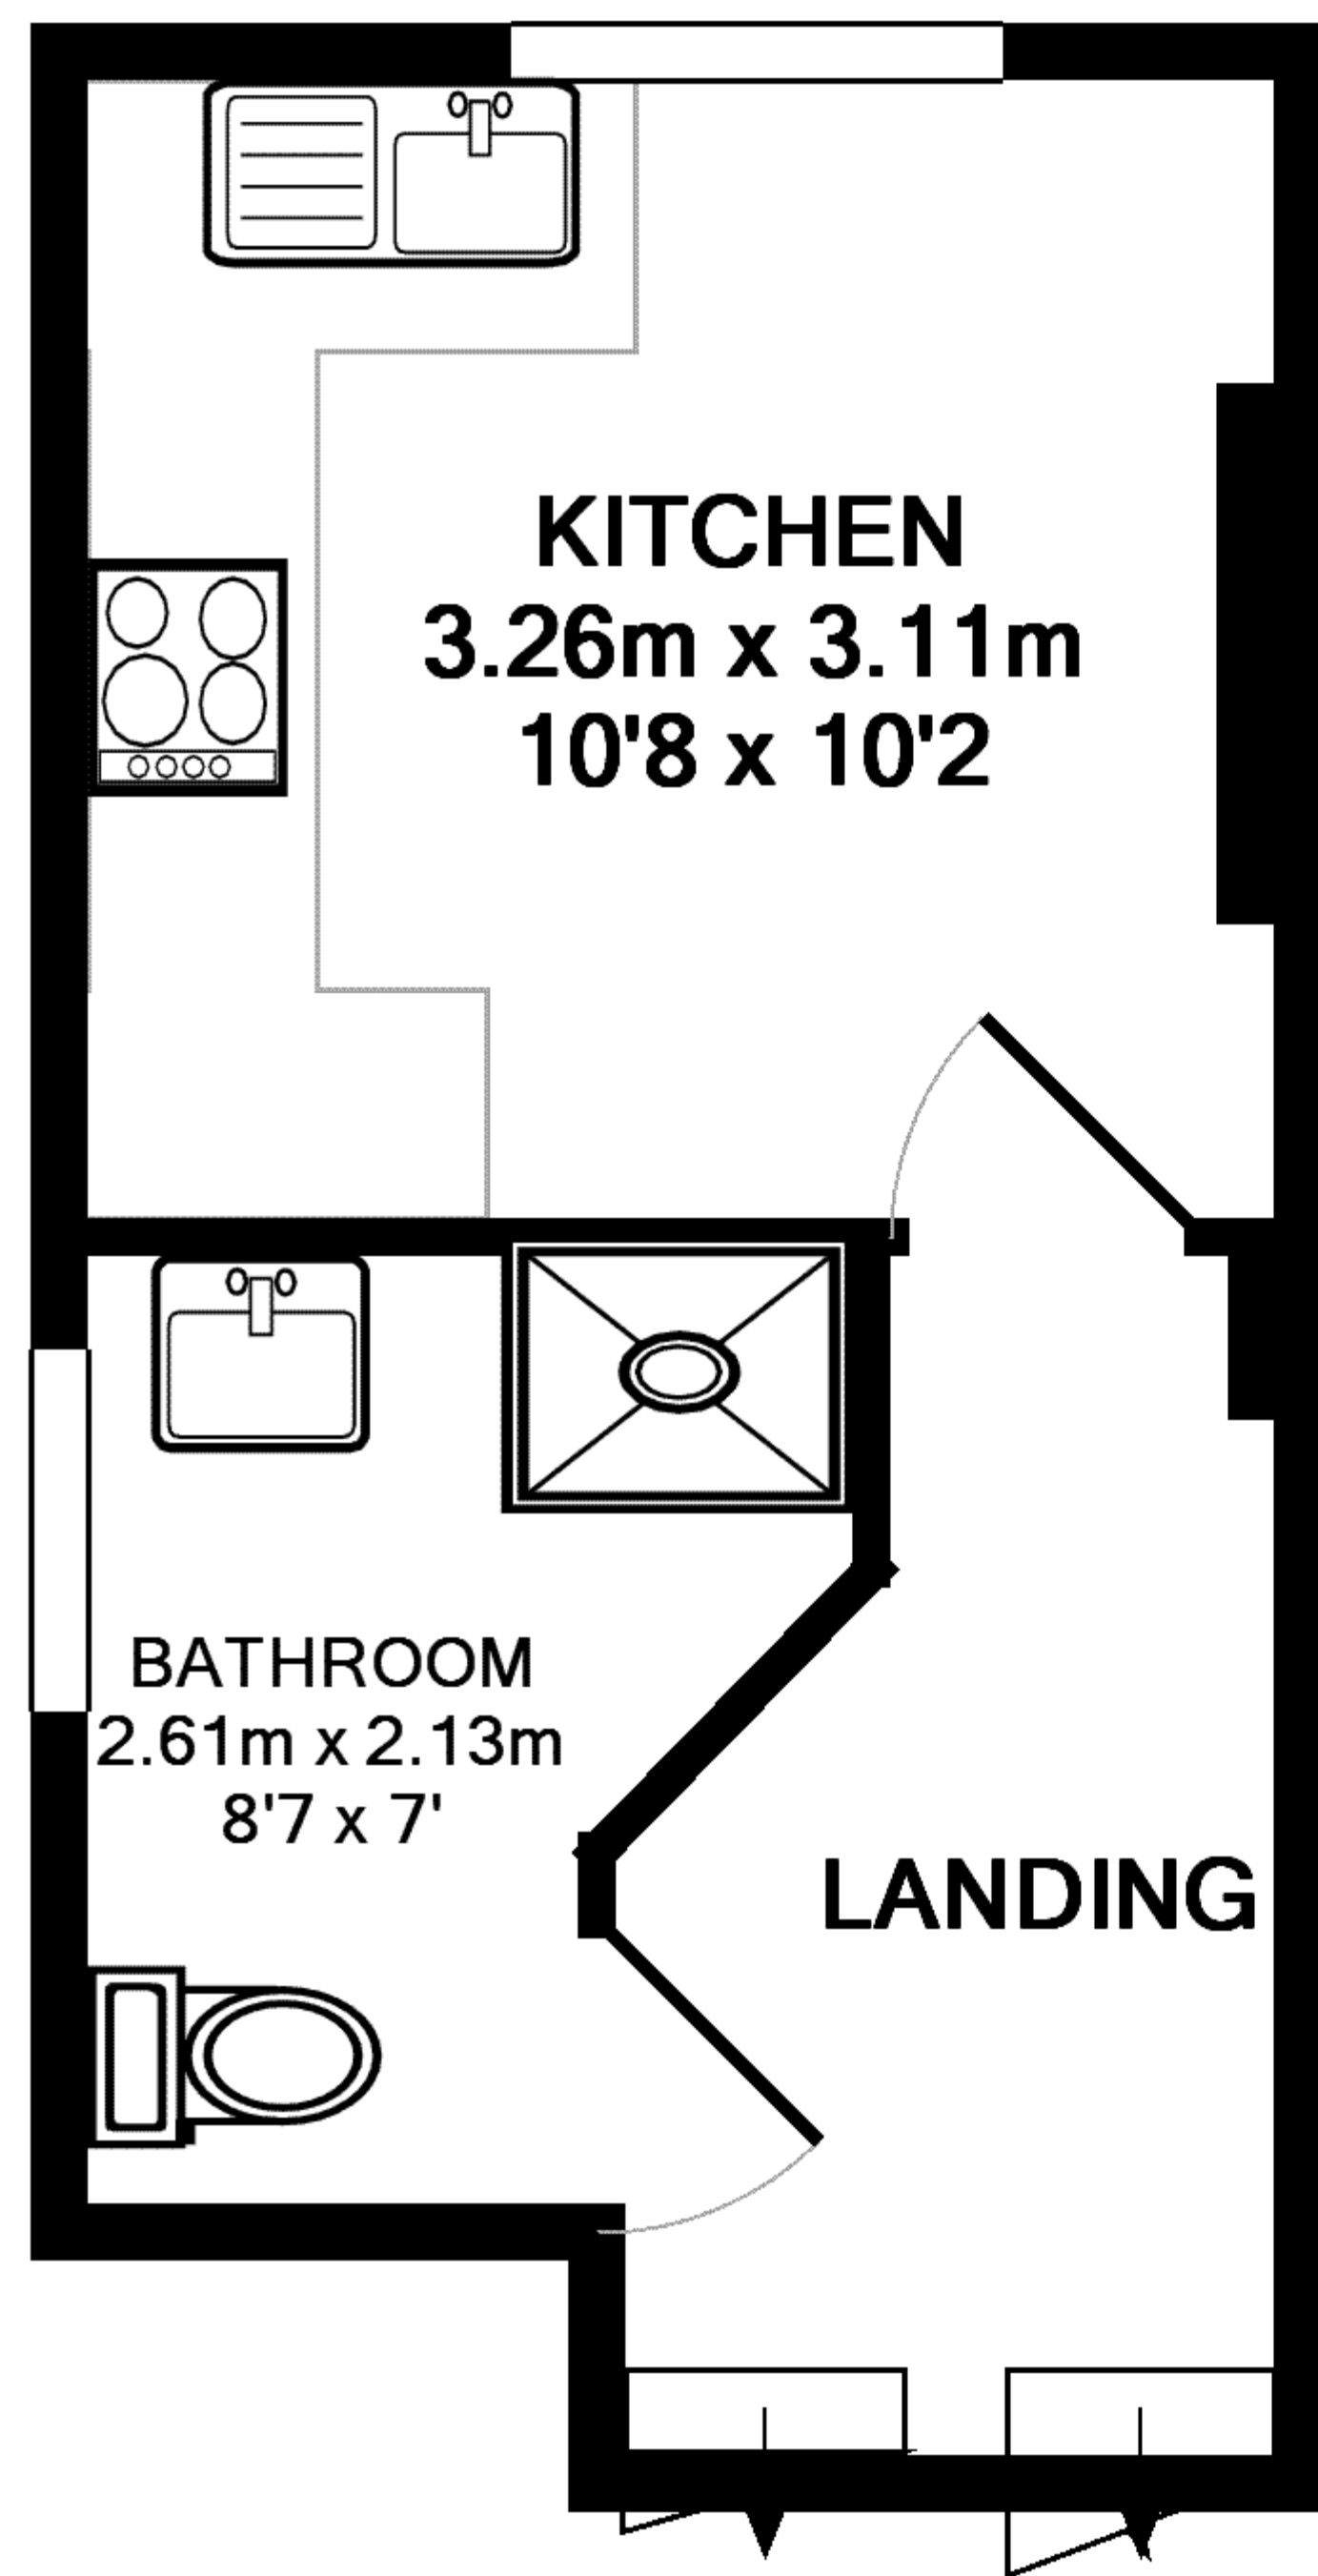 KITCHEN
3.26m x 3.11m
10'8 x 10'2
BATHROOM
2.61m x 2.13m
8'7 x 7'
LANDING